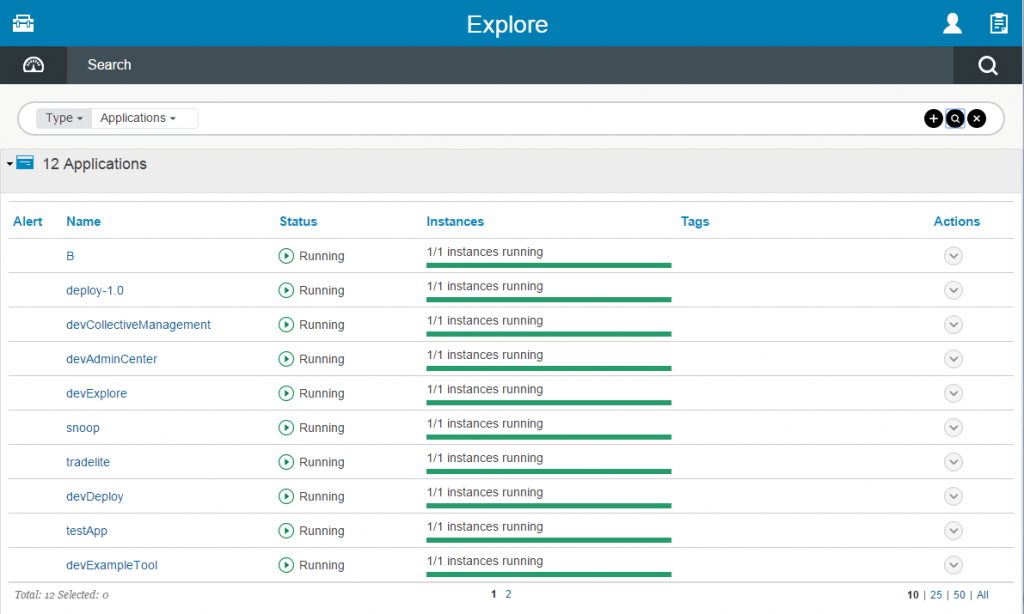 Explore
Search
Type Applications
12 Applications
Alert Name Status Instances Tags Actions
B Running 1/1 instances running
deploy-1.0 Running 1/1 instances running
devCollectiveManagement Running 1/1 instances running
devAdminCenter Running 1/1 instances running
devExplore Running 1/1 instances running
snoop Running 1/1 instances running
tradelite Running 1/1 instances running
devDeploy Running 1/1 instances running
testApp Running 1/1 instances running
devExampleTool Running 1/1 instances running
Total: 12 Selected: 0 1 2 10 | 25 | 50 | All